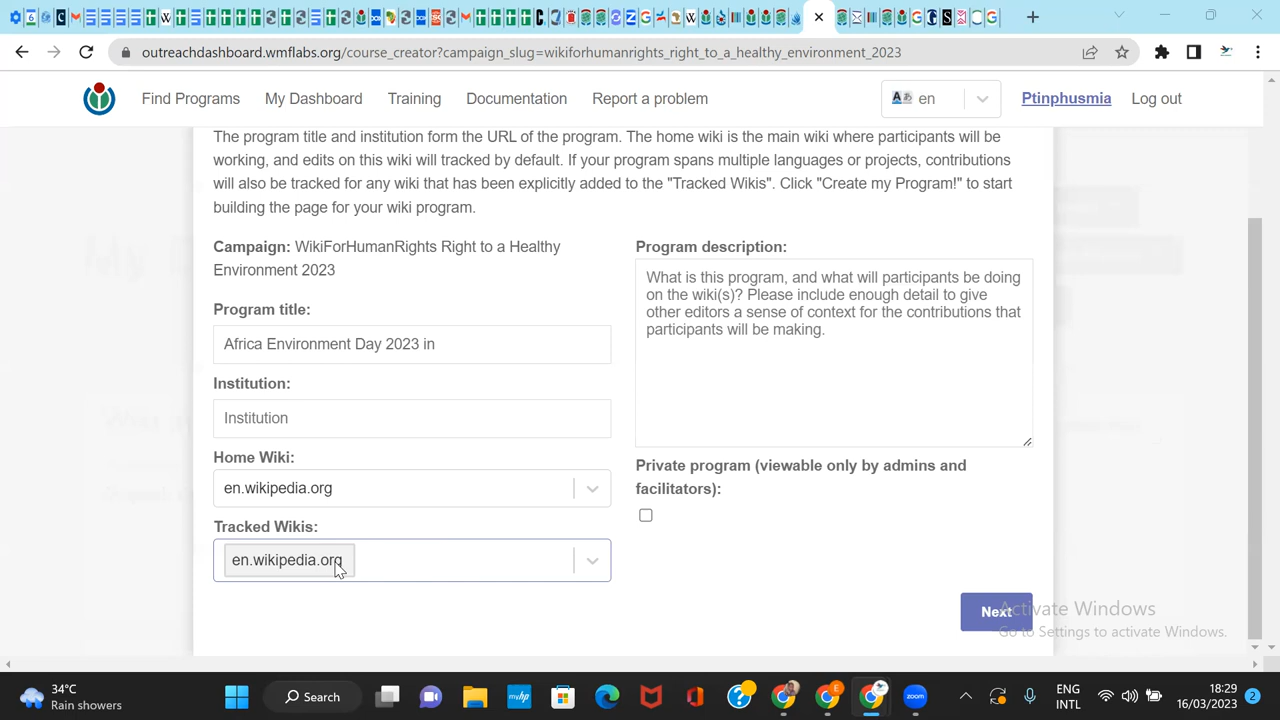 outreachdashboard.wmflabs.org/course_creator?campaign_slug=wikiforhumanrights_right_to_a_healthy_environment_2023
Find Programs My Dashboard Training Documentation Report a problem en Ptinphusmia Log out
The program title and institution form the URL of the program. The home wiki is the main wiki where participants will be
working, and edits on this wiki will tracked by default. If your program spans multiple languages or projects, contributions
will also be tracked for any wiki that has been explicitly added to the "Tracked Wikis". Click "Create my Program!" to start
building the page for your wiki program.
Campaign: WikiForHumanRights Right to a Healthy
Environment 2023
Program title:
Africa Environment Day 2023 in
Institution:
Institution
Home Wiki:
en.wikipedia.org
Tracked Wikis:
en.wikipedia.org
Program description:
What is this program, and what will participants be doing
on the wiki(s)? Please include enough detail to give
other editors a sense of context for the contributions that
participants will be making.
Private program (viewable only by admins and
facilitators):
Next
Activate Windows
Go to Settings to activate Windows.
34°C
Rain showers
Search
myhp
zoom
ENG
INTL
18:29
16/03/2023
2